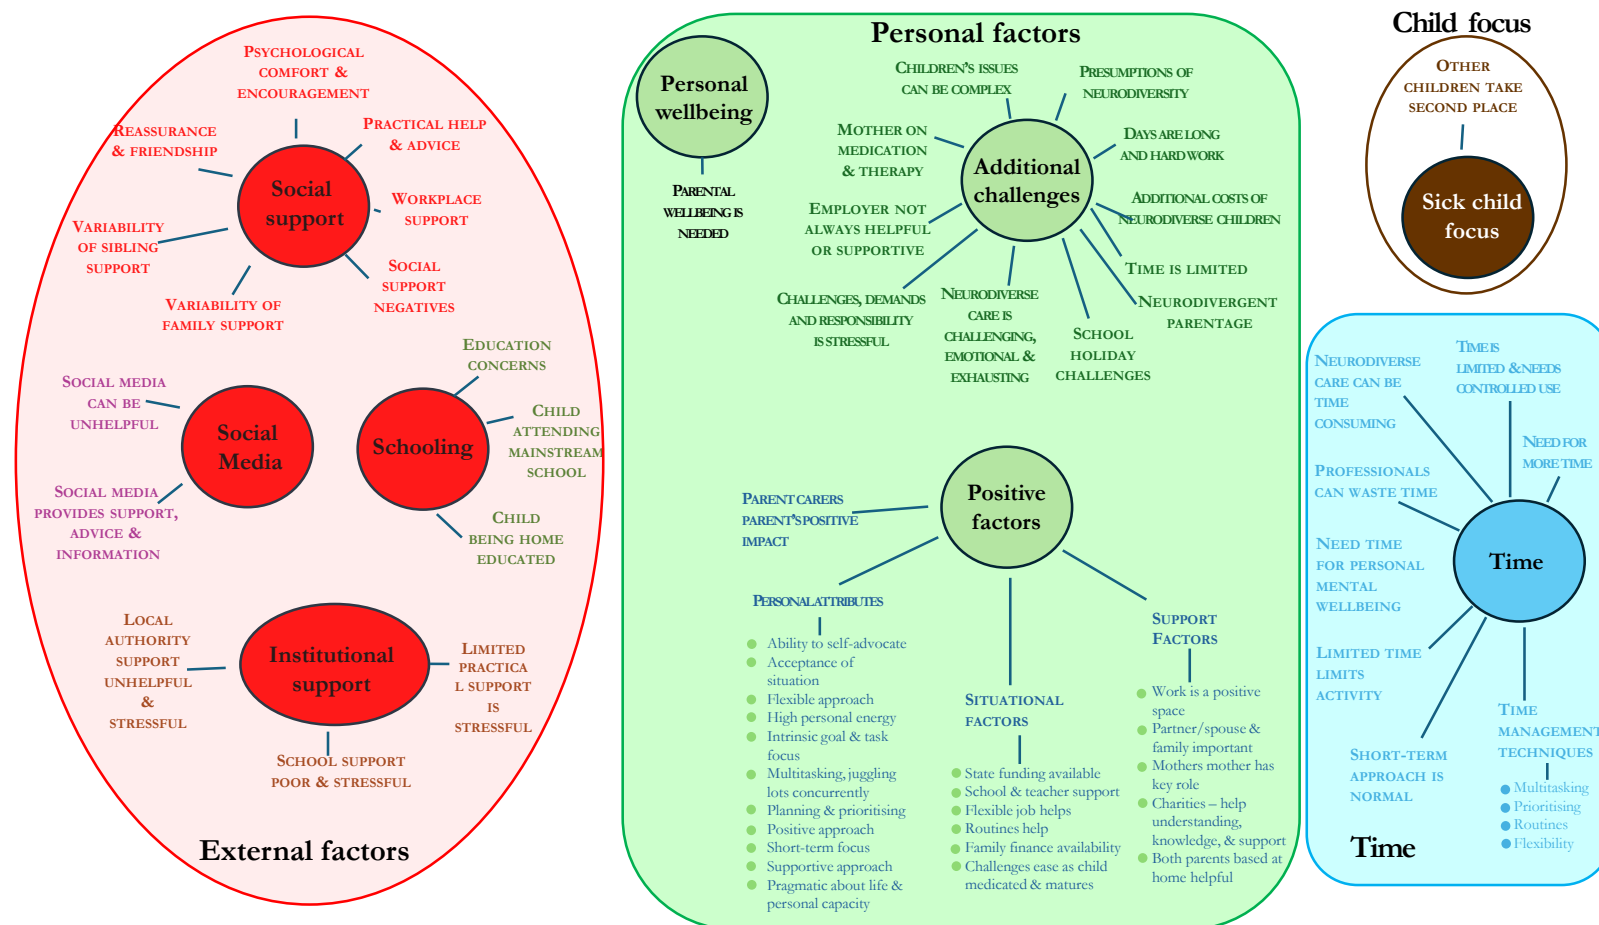 PSYCHOLOGICAL
COMFORT &
ENCOURAGEMENT
REASSURANCE
& FRIENDSHIP
PRACTICAL HELP
& ADVICE
Social
support
WORKPLACE
SUPPORT
VARIABILITY
OF SIBLING
SUPPORT
SOCIAL
SUPPORT
NEGATIVES
VARIABILITY OF
FAMILY SUPPORT
SOCIAL MEDIA
CAN BE
UNHELPFUL
Social
Media
SOCIAL MEDIA
PROVIDES SUPPORT,
ADVICE &
INFORMATION
EDUCATION
CONCERNS
Schooling
CHILD
ATTENDING
MAINSTREAM
SCHOOL
CHILD
BEING HOME
EDUCATED
LOCAL
AUTHORITY
SUPPORT
UNHELPFUL
&
STRESSFUL
Institutional
support
LIMITED
PRACTICA
L SUPPORT
IS
STRESSFUL
SCHOOL SUPPORT
POOR & STRESSFUL
External factors
Personal factors
Personal
wellbeing
PARENTAL
WELLBEING IS
NEEDED
CHILDREN'S ISSUES
CAN BE COMPLEX
PRESUMPTIONS OF
NEURODIVERSITY
MOTHER ON
MEDICATION
& THERAPY
Additional
challenges
DAYS ARE LONG
AND HARD WORK
EMPLOYER NOT
ALWAYS HELPFUL
OR SUPPORTIVE
ADDITIONAL COSTS OF
NEURODIVERSE CHILDREN
TIME IS LIMITED
CHALLENGES, DEMANDS
AND RESPONSIBILITY
IS STRESSFUL
NEURODIVERSE
CARE IS
CHALLENGING,
EMOTIONAL &
EXHAUSTING
SCHOOL
HOLIDAY
CHALLENGES
NEURODIVERGENT
PARENTAGE
Positive
factors
PARENT CARERS
PARENT'S POSITIVE
IMPACT
PERSONAL ATTRIBUTES
Ability to self-advocate
Acceptance of
situation
Flexible approach
High personal energy
Intrinsic goal & task
focus
Multitasking, juggling
lots concurrently
Planning & prioritising
Positive approach
Short-term focus
Supportive approach
Pragmatic about life &
personal capacity
SITUATIONAL
FACTORS
State funding available
School & teacher support
Flexible job helps
Routines help
Family finance availability
Challenges ease as child
medicated & matures
SUPPORT
FACTORS
Work is a positive
space
Partner/spouse &
family important
Mothers mother has
key role
Charities – help
understanding,
knowledge, & support
Both parents based at
home helpful
Child focus
OTHER
CHILDREN TAKE
SECOND PLACE
Sick child
focus
NEURODIVERSE
CARE CAN BE
TIME
CONSUMING
TIME IS
LIMITED & NEEDS
CONTROLLED USE
NEED FOR
MORE TIME
PROFESSIONALS
CAN WASTE TIME
Time
NEED TIME
FOR PERSONAL
MENTAL
WELLBEING
LIMITED TIME
LIMITS
ACTIVITY
SHORT-TERM
APPROACH IS
NORMAL
TIME
MANAGEMENT
TECHNIQUES
Multitasking
Prioritising
Routines
Flexibility
Time